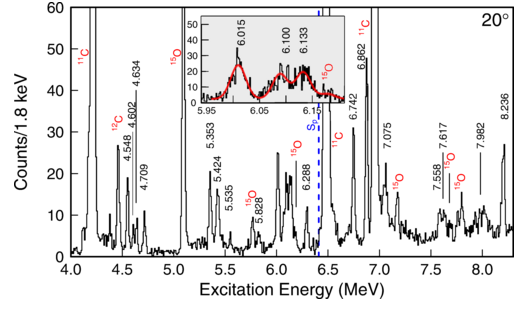 60
50
40
30
20
10
0
Counts/1.8 keV
20°
¹¹C
¹²C
4.548
4.602
4.634
4.709
¹⁵O
5.353
5.424
5.535
¹⁵O
5.828
¹⁵O
6.288
Sₚ
¹¹C
6.742
6.862
¹¹C
7.075
¹⁵O
7.558
7.617
¹⁵O
¹⁵O
7.982
8.236
50
40
30
20
10
0
6.015
6.100
6.133
¹⁵O
5.95 6.05 6.15
4.0 4.5 5.0 5.5 6.0 6.5 7.0 7.5 8.0
Excitation Energy (MeV)